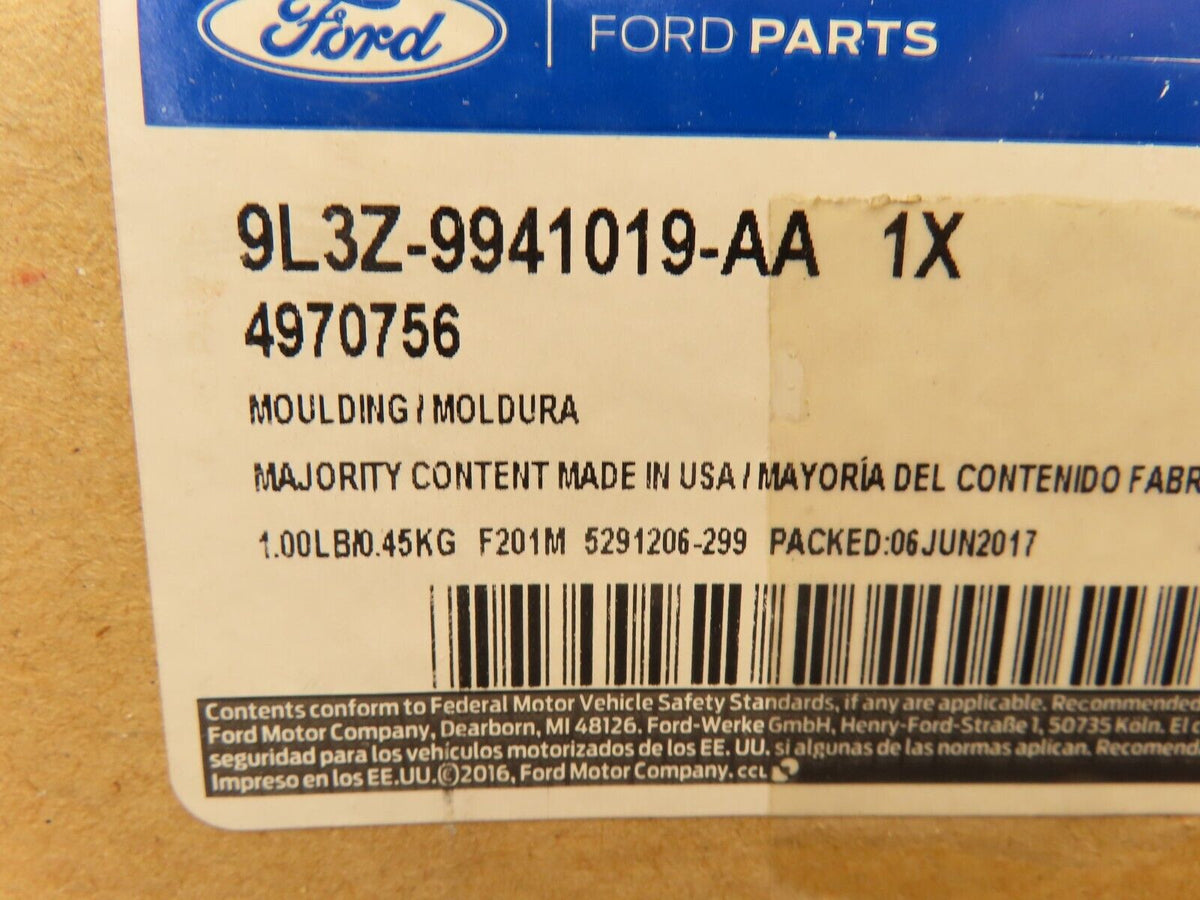 Ford FORD PARTS
9L3Z-9941019-AA 1X
4970756
MOULDING / MOLDURA
MAJORITY CONTENT MADE IN USA / MAYORÍA DEL CONTENIDO FABR
1.00LB/0.45KG F201M 5291206-299 PACKED:06JUN2017
Contents conform to Federal Motor Vehicle Safety Standards, if any are applicable. Recommended
Ford Motor Company, Dearborn, MI 48126. Ford-Werke GmbH, Henry-Ford-Straße 1, 50735 Köln. El
seguridad para los vehículos motorizados de los EE. UU. si algunas de las normas aplican. Recomend
Impreso en los EE.UU.©2016, Ford Motor Company. CCL